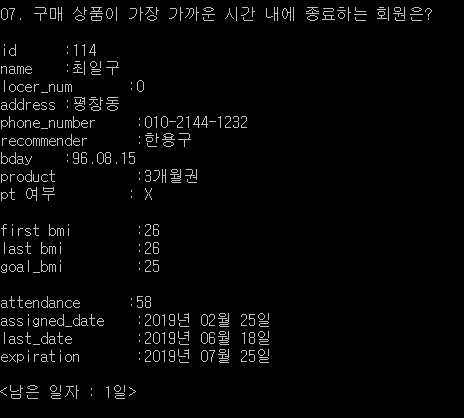 07. 구매 상품이 가장 가까운 시간 내에 종료하는 회원은?
id :114
name :최일구
locer_num :0
address :평창동
phone_number :010-2144-1232
recommender :한용구
bday :96.08.15
product :3개월권
pt 여부 : X
first bmi :26
last bmi :26
goal_bmi :25
attendance :58
assigned_date :2019년 02월 25일
last_date :2019년 06월 18일
expiration :2019년 07월 25일
<남은 일자 : 1일>